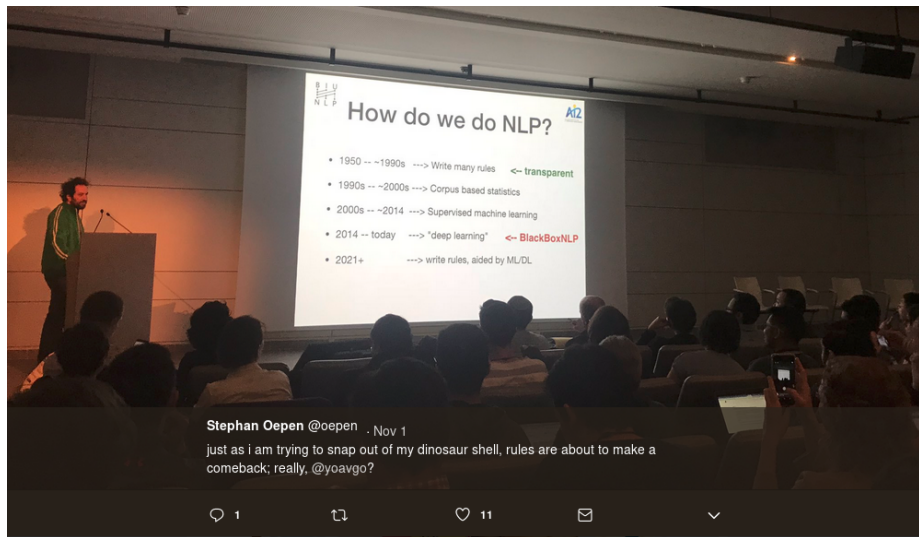 BIU
NLP
How do we do NLP?
AI2
• 1950 -- ~1990s ---> Write many rules <-- transparent
• 1990s -- ~2000s ---> Corpus based statistics
• 2000s -- ~2014 ---> Supervised machine learning
• 2014 -- today ---> "deep learning" <-- BlackBoxNLP
• 2021+ ---> write rules, aided by ML/DL
Stephan Oepen @oepen · Nov 1
just as i am trying to snap out of my dinosaur shell, rules are about to make a
comeback; really, @yoavgo?
1 11